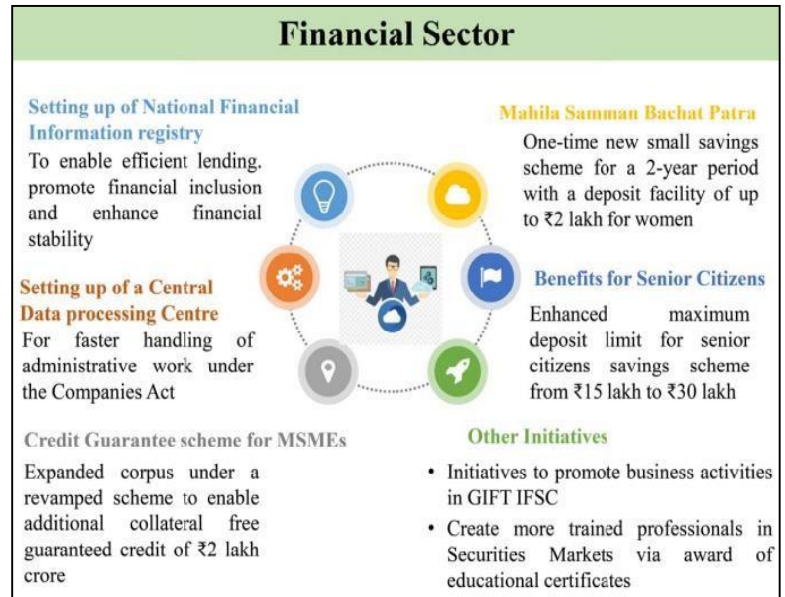 Financial Sector
Setting up of National Financial
Information registry
To enable efficient lending.
promote financial inclusion
and enhance financial
stability
Setting up of a Central
Data processing Centre
For faster handling of
administrative work under
the Companies Act
Credit Guarantee scheme for MSMEs
Expanded corpus under a
revamped scheme to enable
additional collateral free
guaranteed credit of ₹2 lakh
crore
Mahila Samman Bachat Patra
One-time new small savings
scheme for a 2-year period
with a deposit facility of up
to ₹2 lakh for women
Benefits for Senior Citizens
Enhanced maximum
deposit limit for senior
citizens savings scheme
from ₹15 lakh to ₹30 lakh
Other Initiatives
• Initiatives to promote business activities
in GIFT IFSC
• Create more trained professionals in
Securities Markets via award of
educational certificates